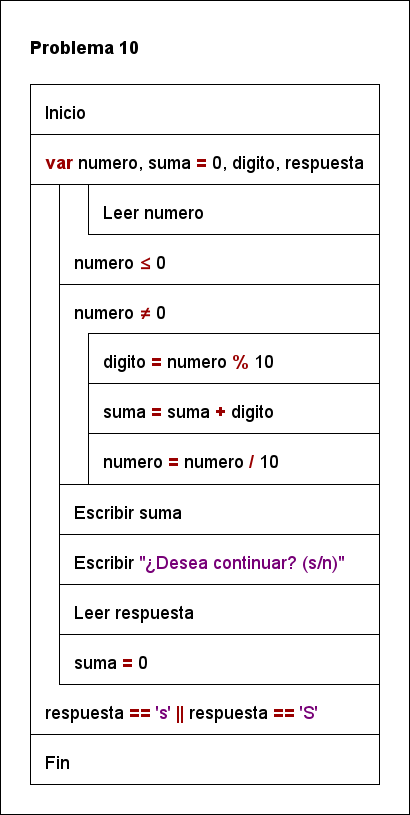 Problema 10
Inicio
var numero, suma = 0, digito, respuesta
Leer numero
numero ≤ 0
numero ≠ 0
digito = numero % 10
suma = suma + digito
numero = numero / 10
Escribir suma
Escribir "¿Desea continuar? (s/n)"
Leer respuesta
suma = 0
respuesta == 's' || respuesta == 'S'
Fin